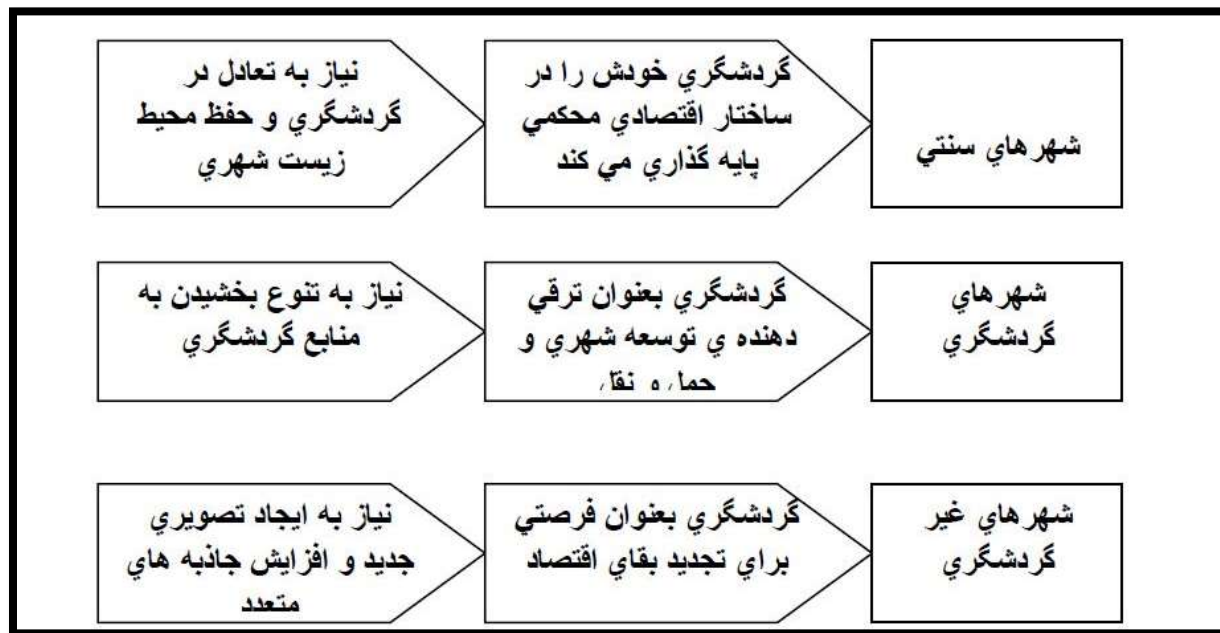 شهرهاي سنتي
گردشگري خودش را در
ساختار اقتصادي محكمي
پايه گذاري مي كند
نياز به تعادل در
گردشگري و حفظ محيط
زيست شهري
شهرهاي
گردشگري
گردشگري بعنوان ترقي
دهنده ي توسعه شهري و
حمل و نقل
نياز به تنوع بخشيدن به
منابع گردشگري
شهرهاي غير
گردشگري
گردشگري بعنوان فرصتي
براي تجديد بقاي اقتصاد
نياز به ايجاد تصويري
جديد و افزايش جاذبه هاي
متعدد